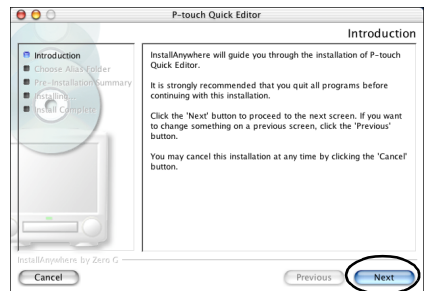 P-touch Quick Editor
Introduction
Introduction
Choose Alias Folder
Pre-Installation Summary
Installing...
Install Complete
InstallAnywhere will guide you through the installation of P-touch
Quick Editor.
It is strongly recommended that you quit all programs before
continuing with this installation.
Click the 'Next' button to proceed to the next screen. If you want
to change something on a previous screen, click the 'Previous'
button.
You may cancel this installation at any time by clicking the 'Cancel'
button.
InstallAnywhere by Zero G
Cancel
Previous
Next